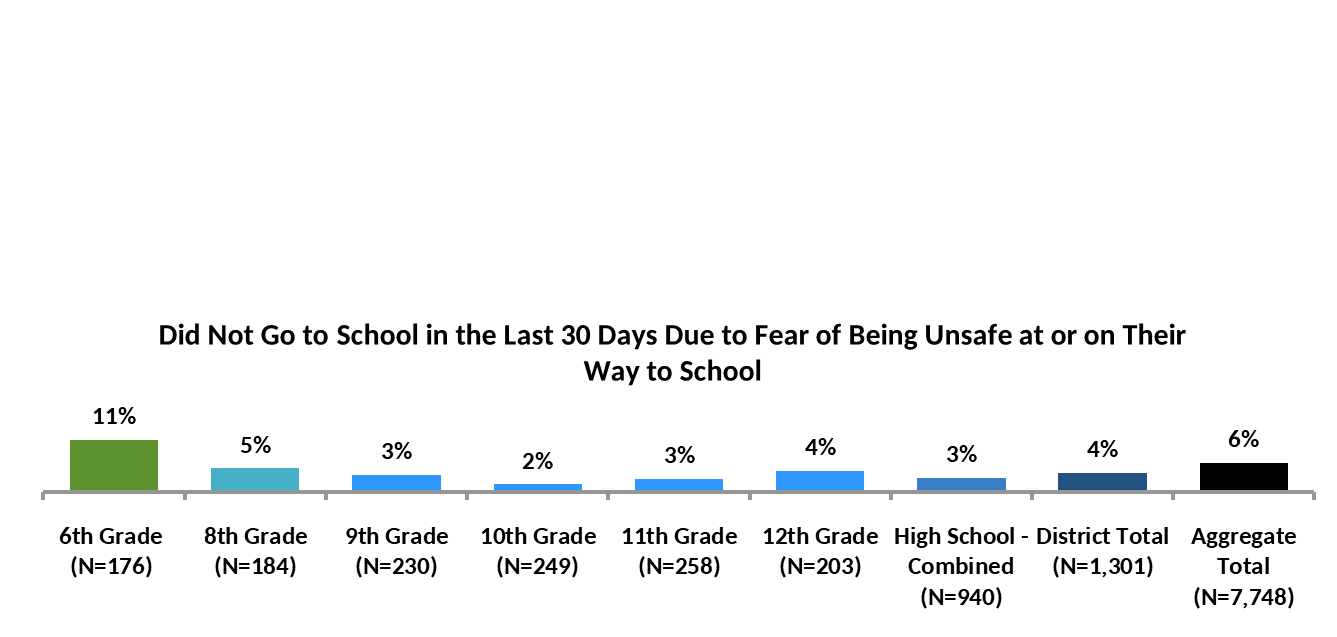 Did Not Go to School in the Last 30 Days Due to Fear of Being Unsafe at or on Their
Way to School
11%
5%
3%
2%
3%
4%
3%
4%
6%
6th Grade
(N=176)
8th Grade
(N=184)
9th Grade
(N=230)
10th Grade
(N=249)
11th Grade
(N=258)
12th Grade
(N=203)
High School -
Combined
(N=940)
District Total
(N=1,301)
Aggregate
Total
(N=7,748)